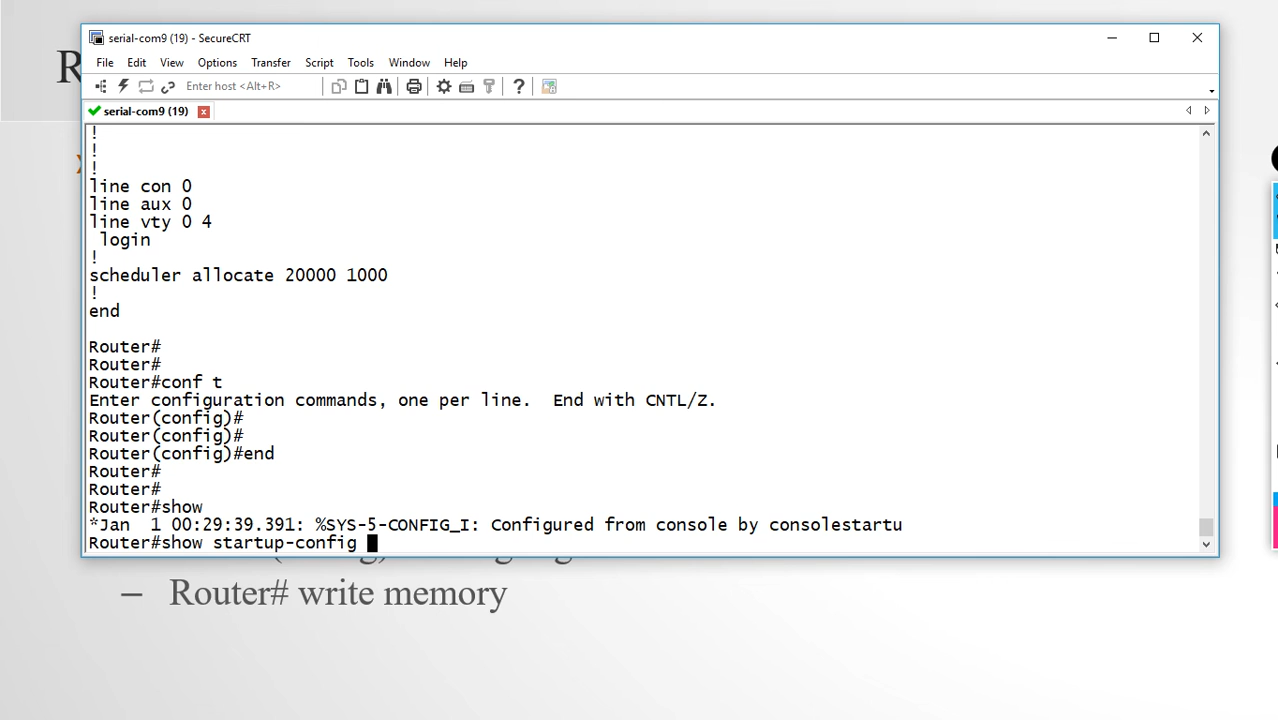 R
serial-com9 (19) - SecureCRT
File Edit View Options Transfer Script Tools Window Help
Enter host <Alt+R>
serial-com9 (19)
!
!
!
line con 0
line aux 0
line vty 0 4
 login
!
scheduler allocate 20000 1000
!
end
Router#
Router#
Router#conf t
Enter configuration commands, one per line.  End with CNTL/Z.
Router(config)#
Router(config)#
Router(config)#end
Router#
Router#
Router#show
*Jan  1 00:29:39.391: %SYS-5-CONFIG_I: Configured from console by consolestartu
Router#show startup-config
– Router# write memory